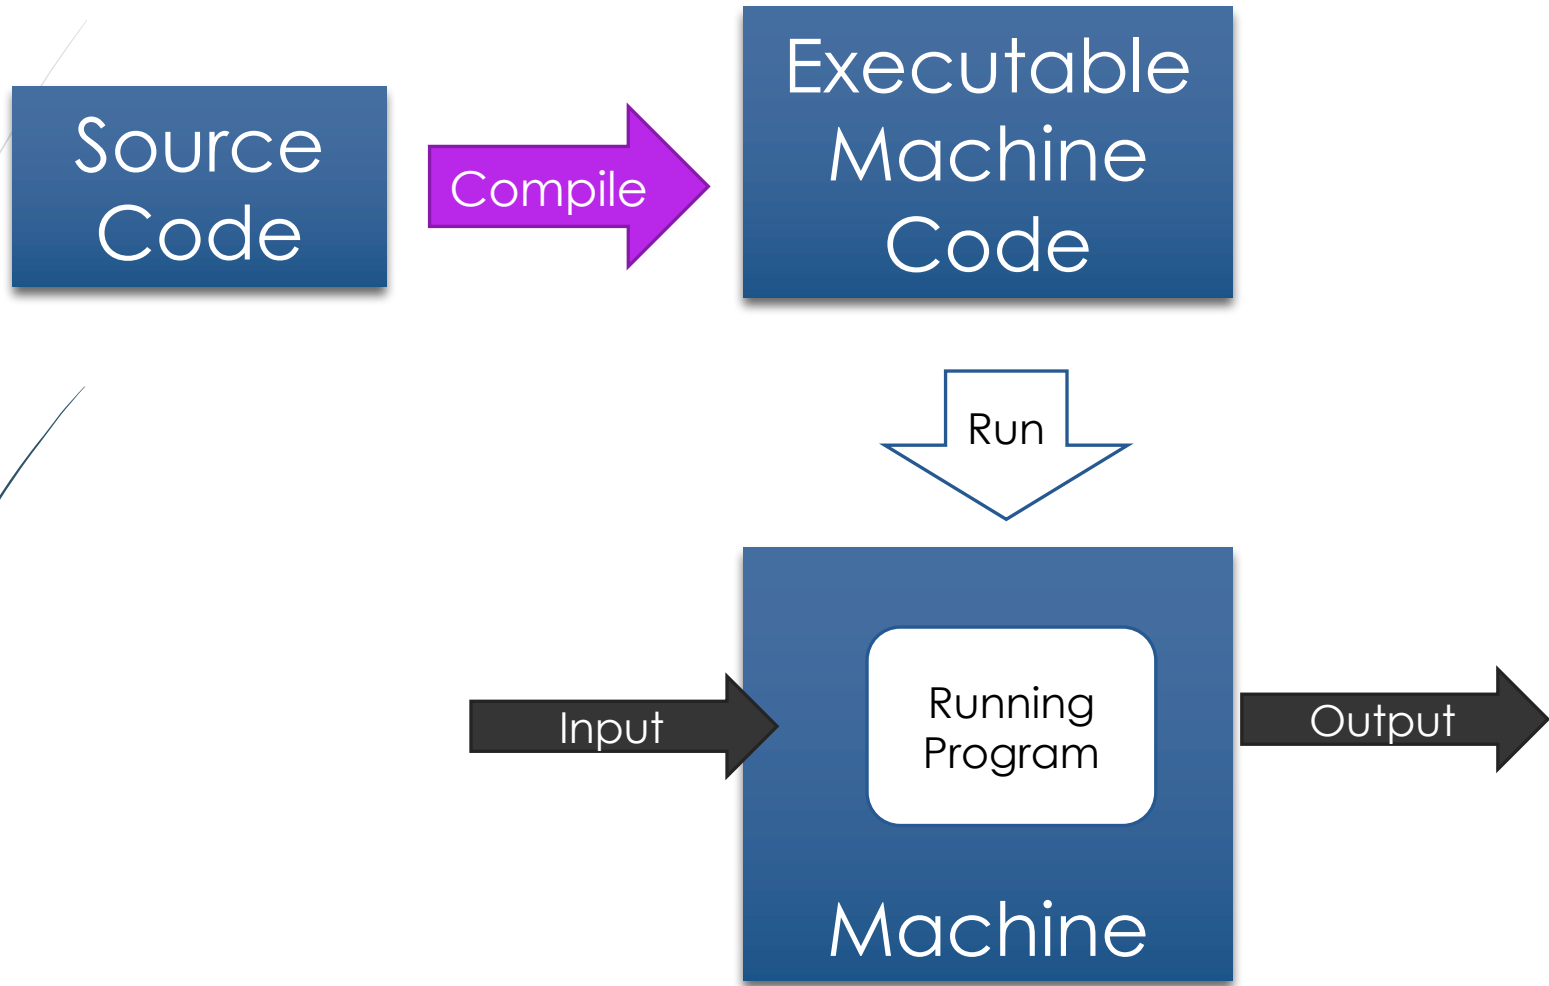 Source
Code
Compile
Executable
Machine
Code
Run
Input
Running
Program
Output
Machine